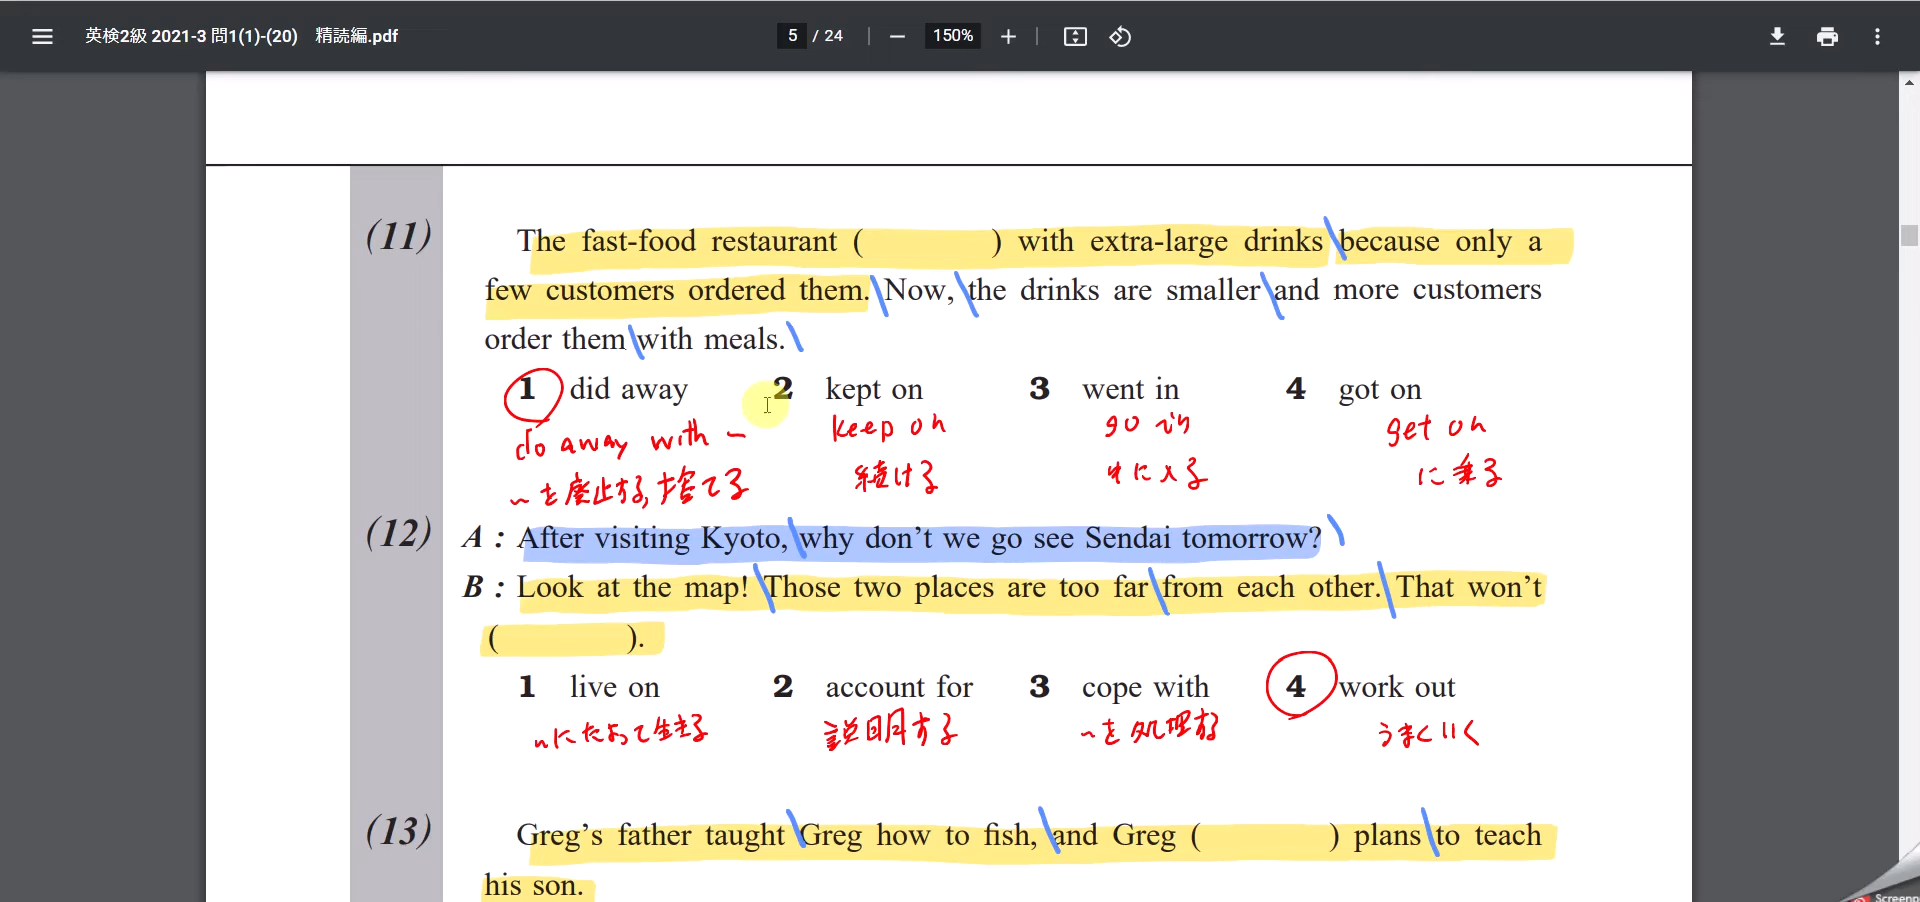 英検2級 2021-3 問1(1)-(20) 精読編.pdf
5 / 24
150%
(11) The fast-food restaurant ( ) with extra-large drinks because only a
few customers ordered them. Now, the drinks are smaller and more customers
order them with meals.
1 did away 2 kept on 3 went in 4 got on
do away with ~ keep on go in get on
~を廃止する,捨てる 続ける 中に入る に乗る
(12) A : After visiting Kyoto, why don't we go see Sendai tomorrow?
B : Look at the map! Those two places are too far from each other. That won't
( ).
1 live on 2 account for 3 cope with 4 work out
~にたよって生きる 説明する ~を処理する うまくいく
(13) Greg's father taught Greg how to fish, and Greg ( ) plans to teach
his son.